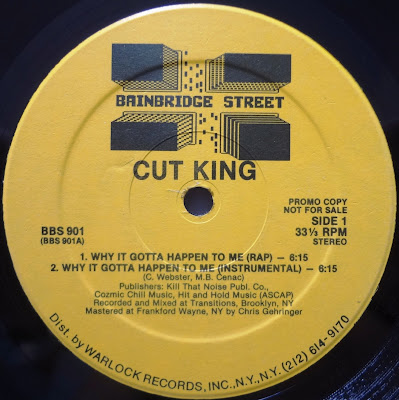 BAINBRIDGE STREET
CUT KING
PROMO COPY
NOT FOR SALE
BBS 901
(BBS 901A)
SIDE 1
33⅓ RPM
STEREO
1. WHY IT GOTTA HAPPEN TO ME (RAP) — 6:15
2. WHY IT GOTTA HAPPEN TO ME (INSTRUMENTAL) — 6:15
(C. Webster, M.B. Cenac)
Publishers: Kill That Noise Publ. Co.,
Cozmic Chill Music, Hit and Hold Music (ASCAP)
Recorded and Mixed at Transitions, Brooklyn, NY
Mastered at Frankford Wayne, NY by Chris Gehringer
Dist. by WARLOCK RECORDS, INC., N.Y., N.Y. (212) 614-9170